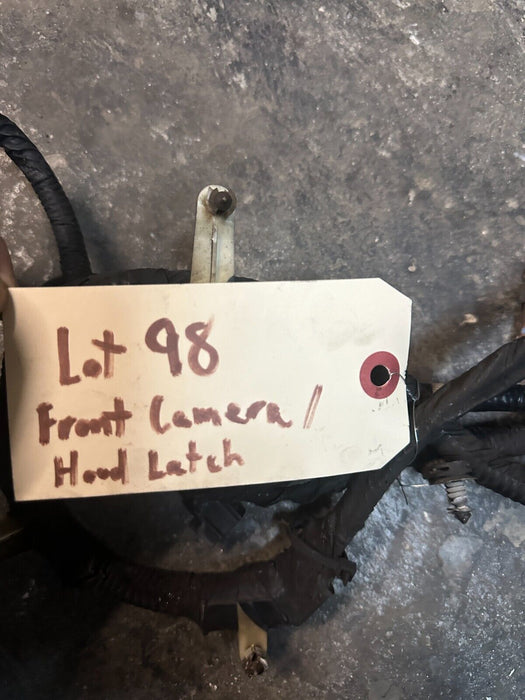 Lot 98
Front Camera /
Hood Latch